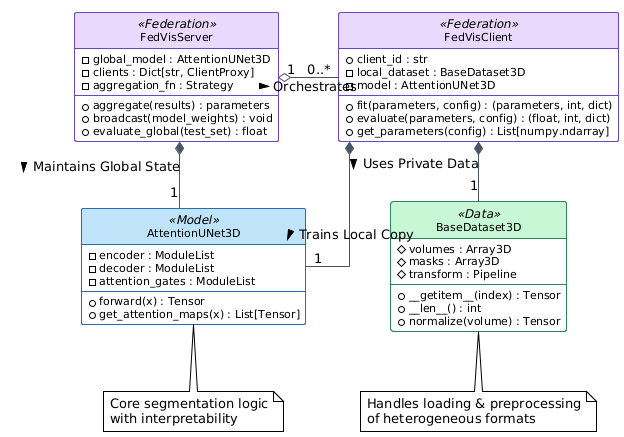 «Federation»
FedVisServer
global_model : AttentionUNet3D
clients : Dict[str, ClientProxy]
aggregation_fn : Strategy
aggregate(results) : parameters
broadcast(model_weights) : void
evaluate_global(test_set) : float
1 0..*
Orchestrates
«Federation»
FedVisClient
client_id : str
local_dataset : BaseDataset3D
model : AttentionUNet3D
fit(parameters, config) : (parameters, int, dict)
evaluate(parameters, config) : (float, int, dict)
get_parameters(config) : List[numpy.ndarray]
Maintains Global State
1
Uses Private Data
1
Trains Local Copy
1
«Model»
AttentionUNet3D
encoder : ModuleList
decoder : ModuleList
attention_gates : ModuleList
forward(x) : Tensor
get_attention_maps(x) : List[Tensor]
«Data»
BaseDataset3D
volumes : Array3D
masks : Array3D
transform : Pipeline
__getitem__(index) : Tensor
__len__() : int
normalize(volume) : Tensor
Core segmentation logic
with interpretability
Handles loading & preprocessing
of heterogeneous formats